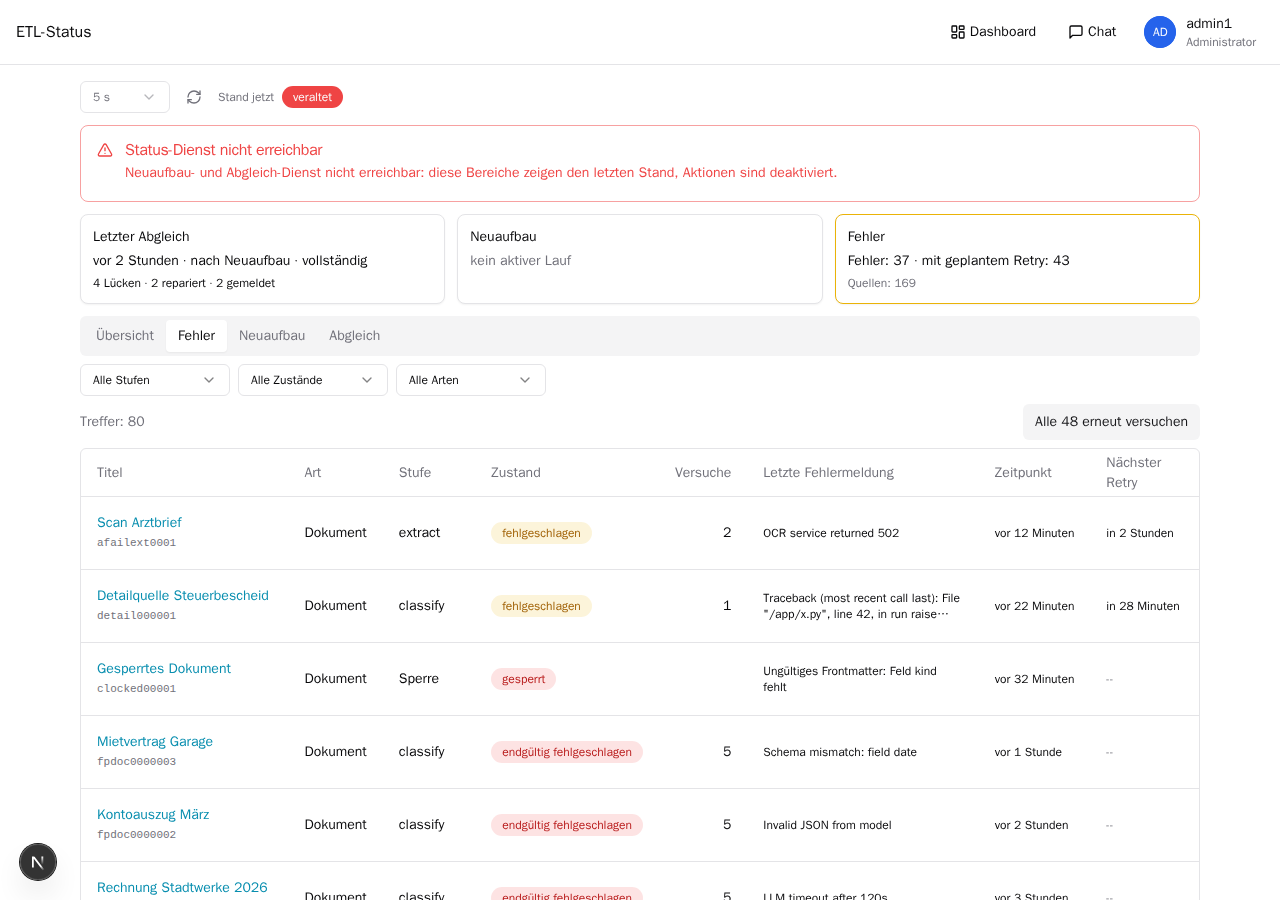 ETL-Status
Dashboard
Chat
AD
admin1
Administrator
5 s
Stand jetzt
veraltet
Status-Dienst nicht erreichbar
Neuaufbau- und Abgleich-Dienst nicht erreichbar: diese Bereiche zeigen den letzten Stand, Aktionen sind deaktiviert.
Letzter Abgleich
vor 2 Stunden · nach Neuaufbau · vollständig
4 Lücken · 2 repariert · 2 gemeldet
Neuaufbau
kein aktiver Lauf
Fehler
Fehler: 37 · mit geplantem Retry: 43
Quellen: 169
Übersicht Fehler Neuaufbau Abgleich
Alle Stufen Alle Zustände Alle Arten
Treffer: 80
Alle 48 erneut versuchen
Titel Art Stufe Zustand Versuche Letzte Fehlermeldung Zeitpunkt Nächster
Retry
Scan Arztbrief
afailext0001
Dokument extract fehlgeschlagen 2 OCR service returned 502 vor 12 Minuten in 2 Stunden
Detailquelle Steuerbescheid
detail000001
Dokument classify fehlgeschlagen 1 Traceback (most recent call last): File
"/app/x.py", line 42, in run raise…
vor 22 Minuten in 28 Minuten
Gesperrtes Dokument
clocked00001
Dokument Sperre gesperrt Ungültiges Frontmatter: Feld kind
fehlt
vor 32 Minuten --
Mietvertrag Garage
fpdoc0000003
Dokument classify endgültig fehlgeschlagen 5 Schema mismatch: field date vor 1 Stunde --
Kontoauszug März
fpdoc0000002
Dokument classify endgültig fehlgeschlagen 5 Invalid JSON from model vor 2 Stunden --
Rechnung Stadtwerke 2026
Dokument classify endgültig fehlgeschlagen 5 LLM timeout after 120s vor 3 Stunden --
N